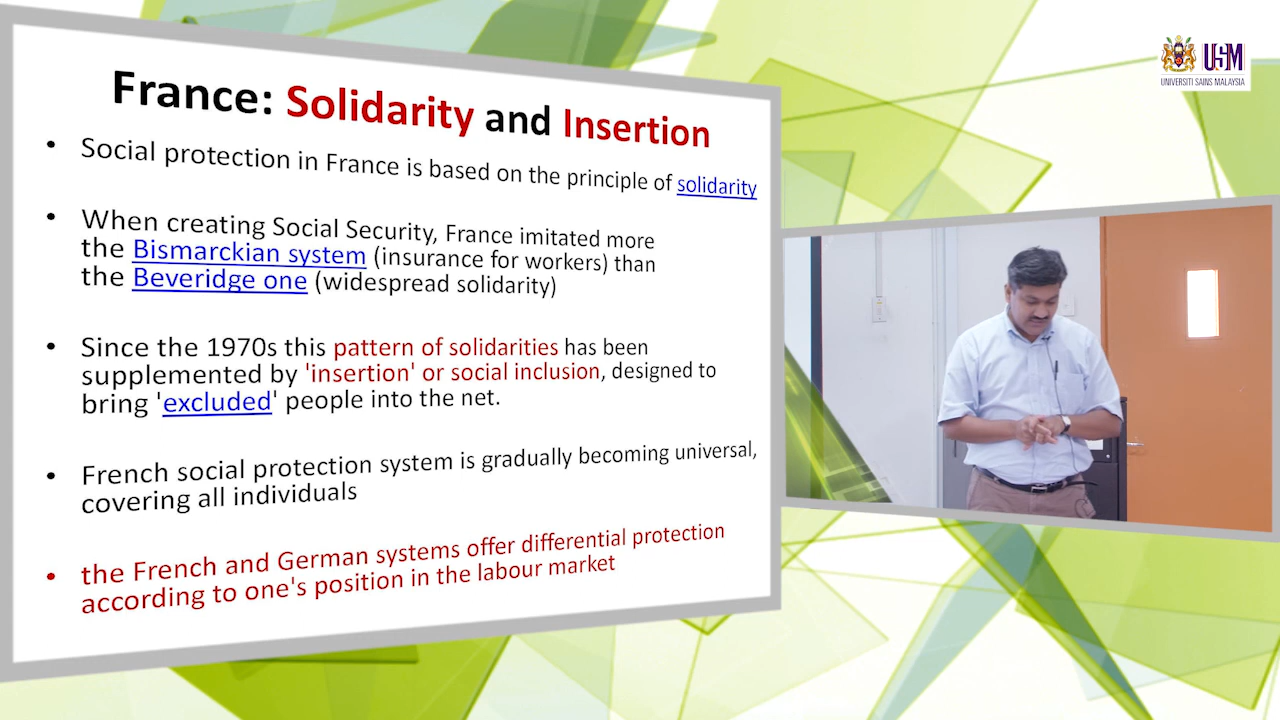 France: Solidarity and Insertion
• Social protection in France is based on the principle of solidarity
• When creating Social Security, France imitated more
the Bismarckian system (insurance for workers) than
the Beveridge one (widespread solidarity)
• Since the 1970s this pattern of solidarities has been
supplemented by 'insertion' or social inclusion, designed to
bring 'excluded' people into the net.
• French social protection system is gradually becoming universal,
covering all individuals
• the French and German systems offer differential protection
according to one's position in the labour market
USM
UNIVERSITI SAINS MALAYSIA